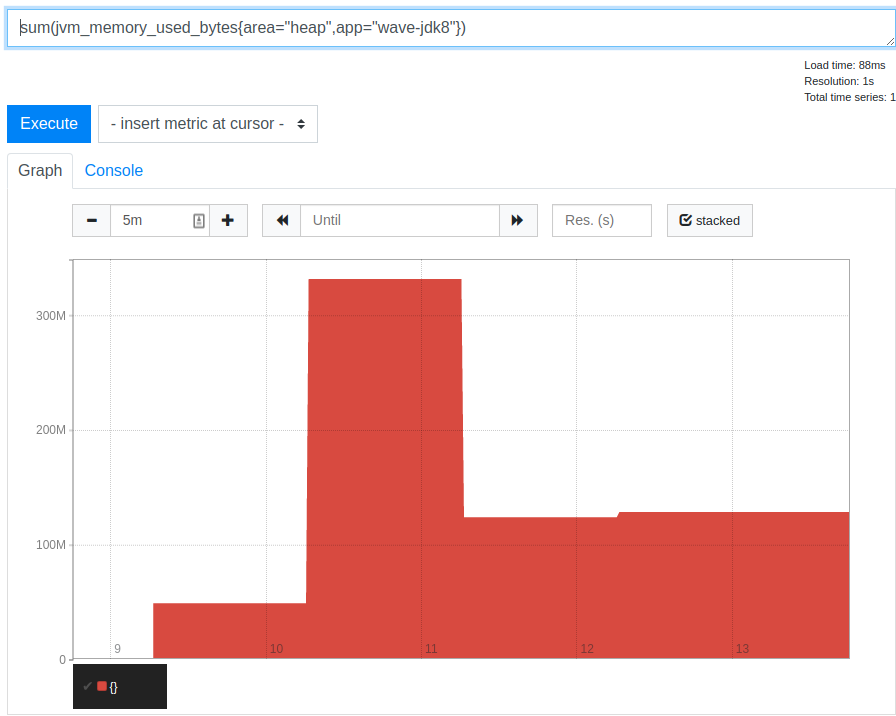 sum(jvm_memory_used_bytes{area="heap",app="wave-jdk8"})
Load time: 88ms
Resolution: 1s
Total time series: 1
Execute
- insert metric at cursor -
Graph
Console
5m
Until
Res. (s)
stacked
300M
200M
100M
0
9
10
11
12
13
{}